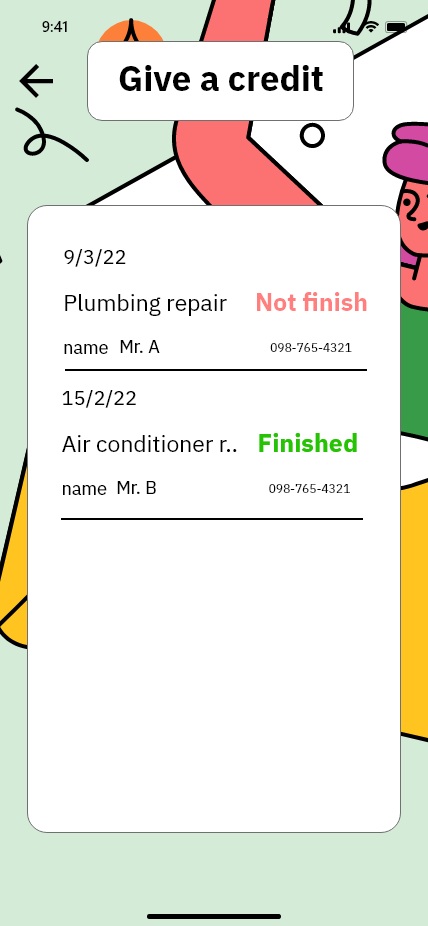 9:41
Give a credit
9/3/22
Plumbing repair Not finish
name Mr. A 098-765-4321
15/2/22
Air conditioner r.. Finished
name Mr. B 098-765-4321